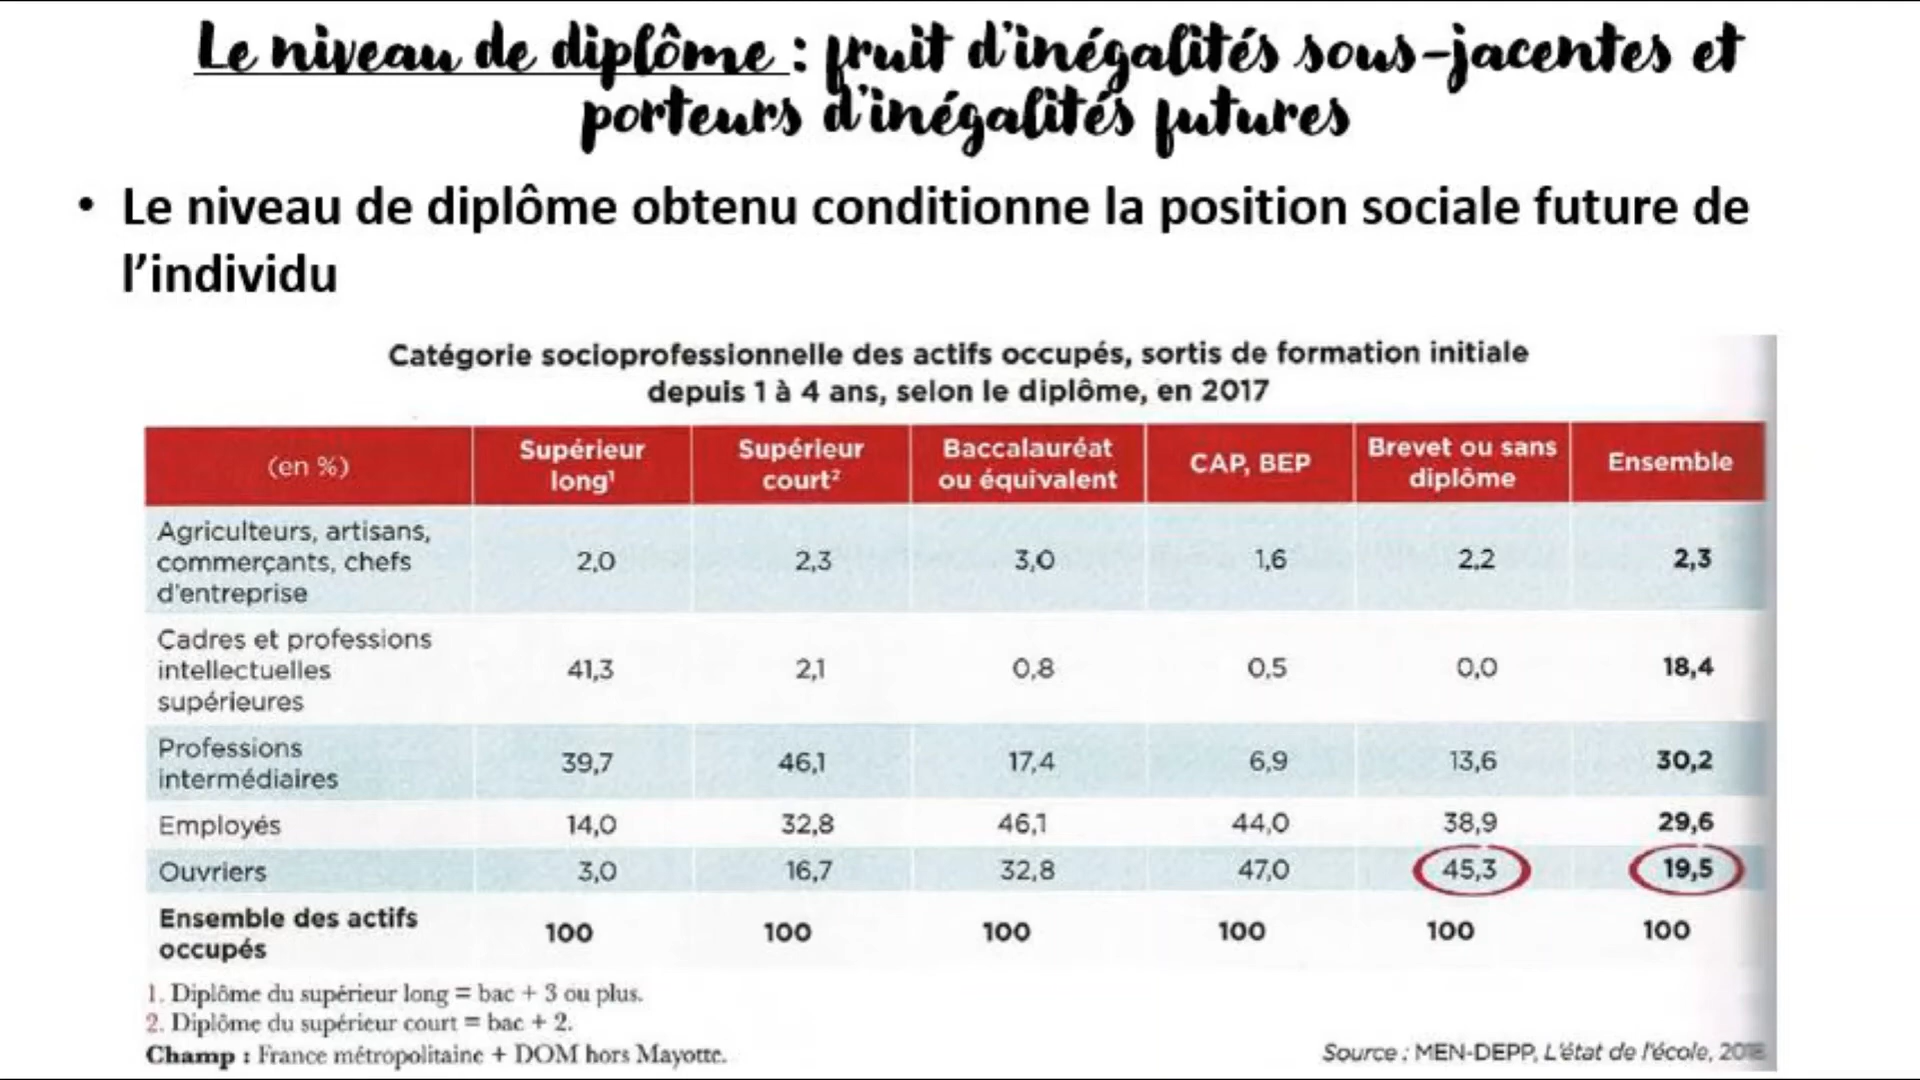 Le niveau de diplôme : fruit d'inégalités sous-jacentes et
porteurs d'inégalités futures
• Le niveau de diplôme obtenu conditionne la position sociale future de
l'individu
Catégorie socioprofessionnelle des actifs occupés, sortis de formation initiale
depuis 1 à 4 ans, selon le diplôme, en 2017
(en %) Supérieur long¹ Supérieur court² Baccalauréat ou équivalent CAP, BEP Brevet ou sans diplôme Ensemble
Agriculteurs, artisans, commerçants, chefs d'entreprise 2,0 2,3 3,0 1,6 2,2 2,3
Cadres et professions intellectuelles supérieures 41,3 2,1 0,8 0,5 0,0 18,4
Professions intermédiaires 39,7 46,1 17,4 6,9 13,6 30,2
Employés 14,0 32,8 46,1 44,0 38,9 29,6
Ouvriers 3,0 16,7 32,8 47,0 45,3 19,5
Ensemble des actifs occupés 100 100 100 100 100 100
1. Diplôme du supérieur long = bac + 3 ou plus.
2. Diplôme du supérieur court = bac + 2.
Champ : France métropolitaine + DOM hors Mayotte.
Source : MEN-DEPP, L'état de l'école,